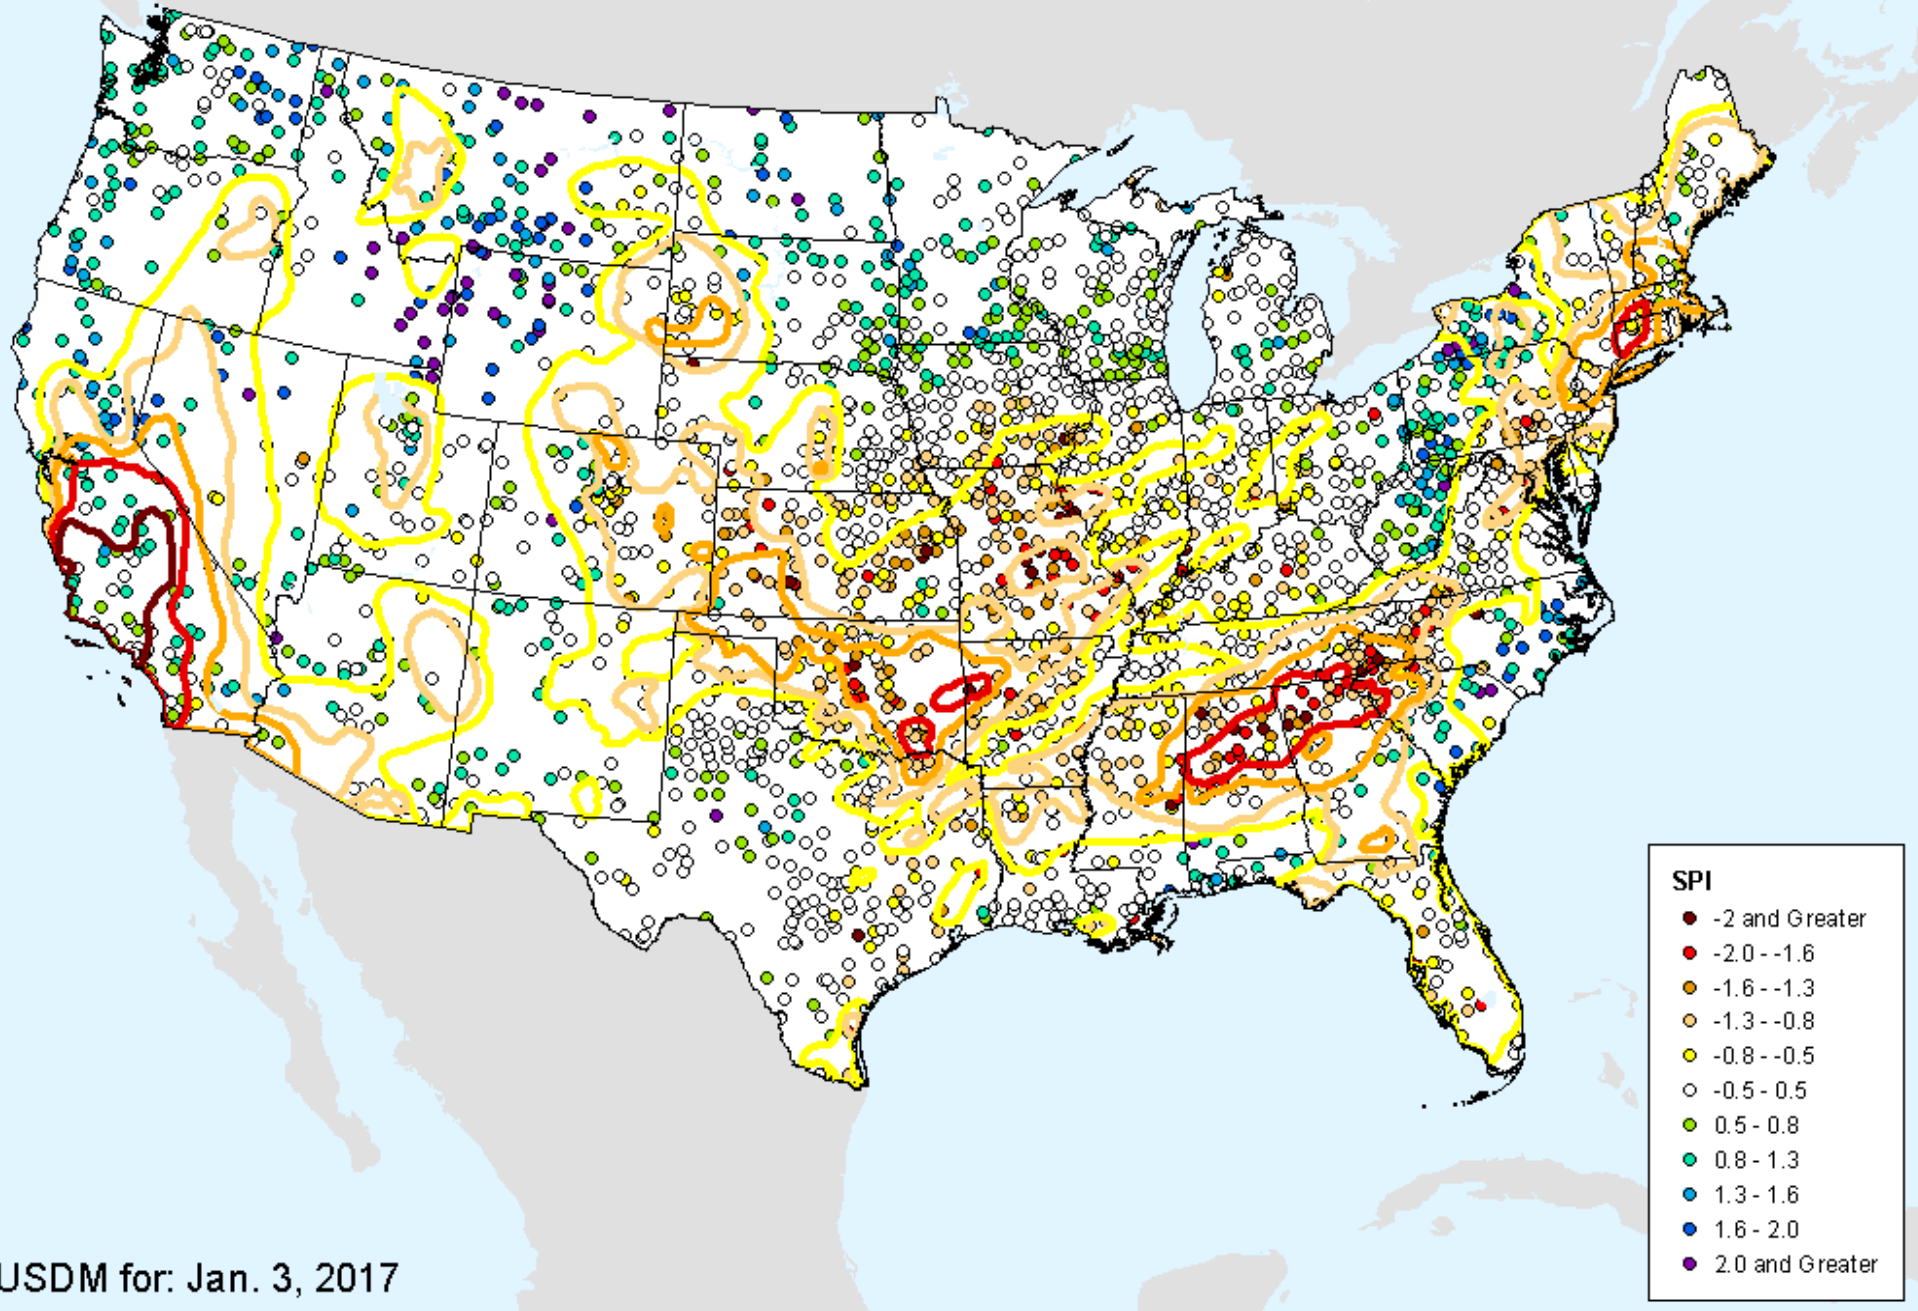 SPI
-2 and Greater
-2.0 - -1.6
-1.6 - -1.3
-1.3 - -0.8
-0.8 - -0.5
-0.5 - 0.5
0.5 - 0.8
0.8 - 1.3
1.3 - 1.6
1.6 - 2.0
2.0 and Greater
USDM for: Jan. 3, 2017